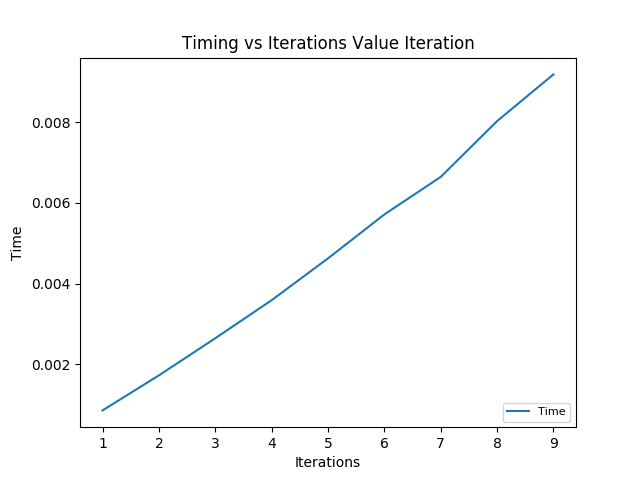 Timing vs Iterations Value Iteration
0.008
0.006
0.004
0.002
Time
Time
1 2 3 4 5 6 7 8 9
Iterations